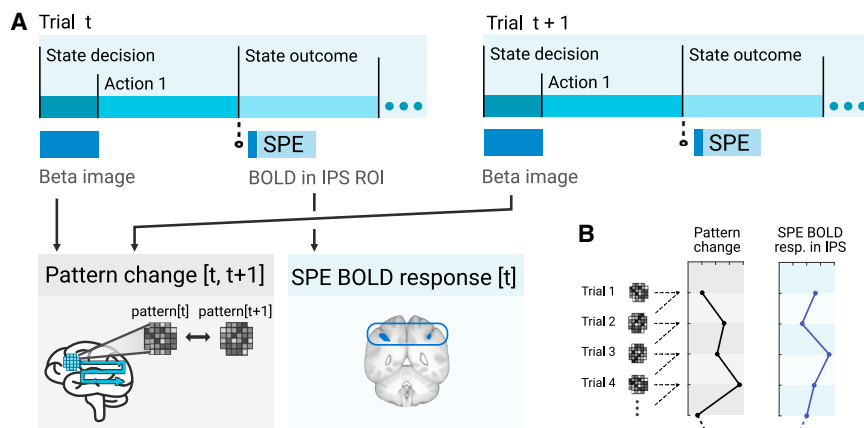 A
Trial t
State decision
State outcome
Action 1
SPE
Beta image
BOLD in IPS ROI
Trial t + 1
State decision
State outcome
Action 1
SPE
Beta image
Pattern change [t, t+1]
pattern[t]
pattern[t+1]
SPE BOLD response [t]
B
Pattern
change
SPE BOLD
resp. in IPS
Trial 1
Trial 2
Trial 3
Trial 4